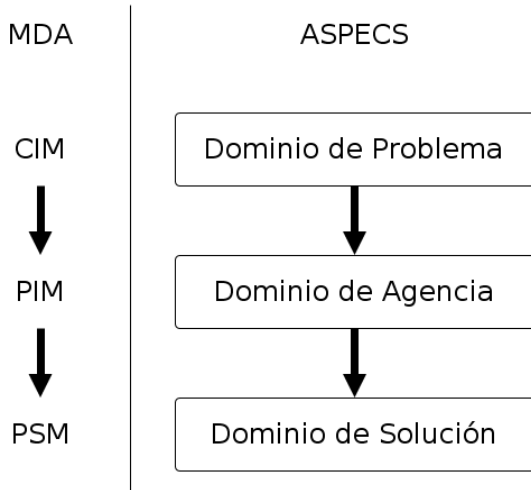 MDA ASPECS
CIM Dominio de Problema
PIM Dominio de Agencia
PSM Dominio de Solución